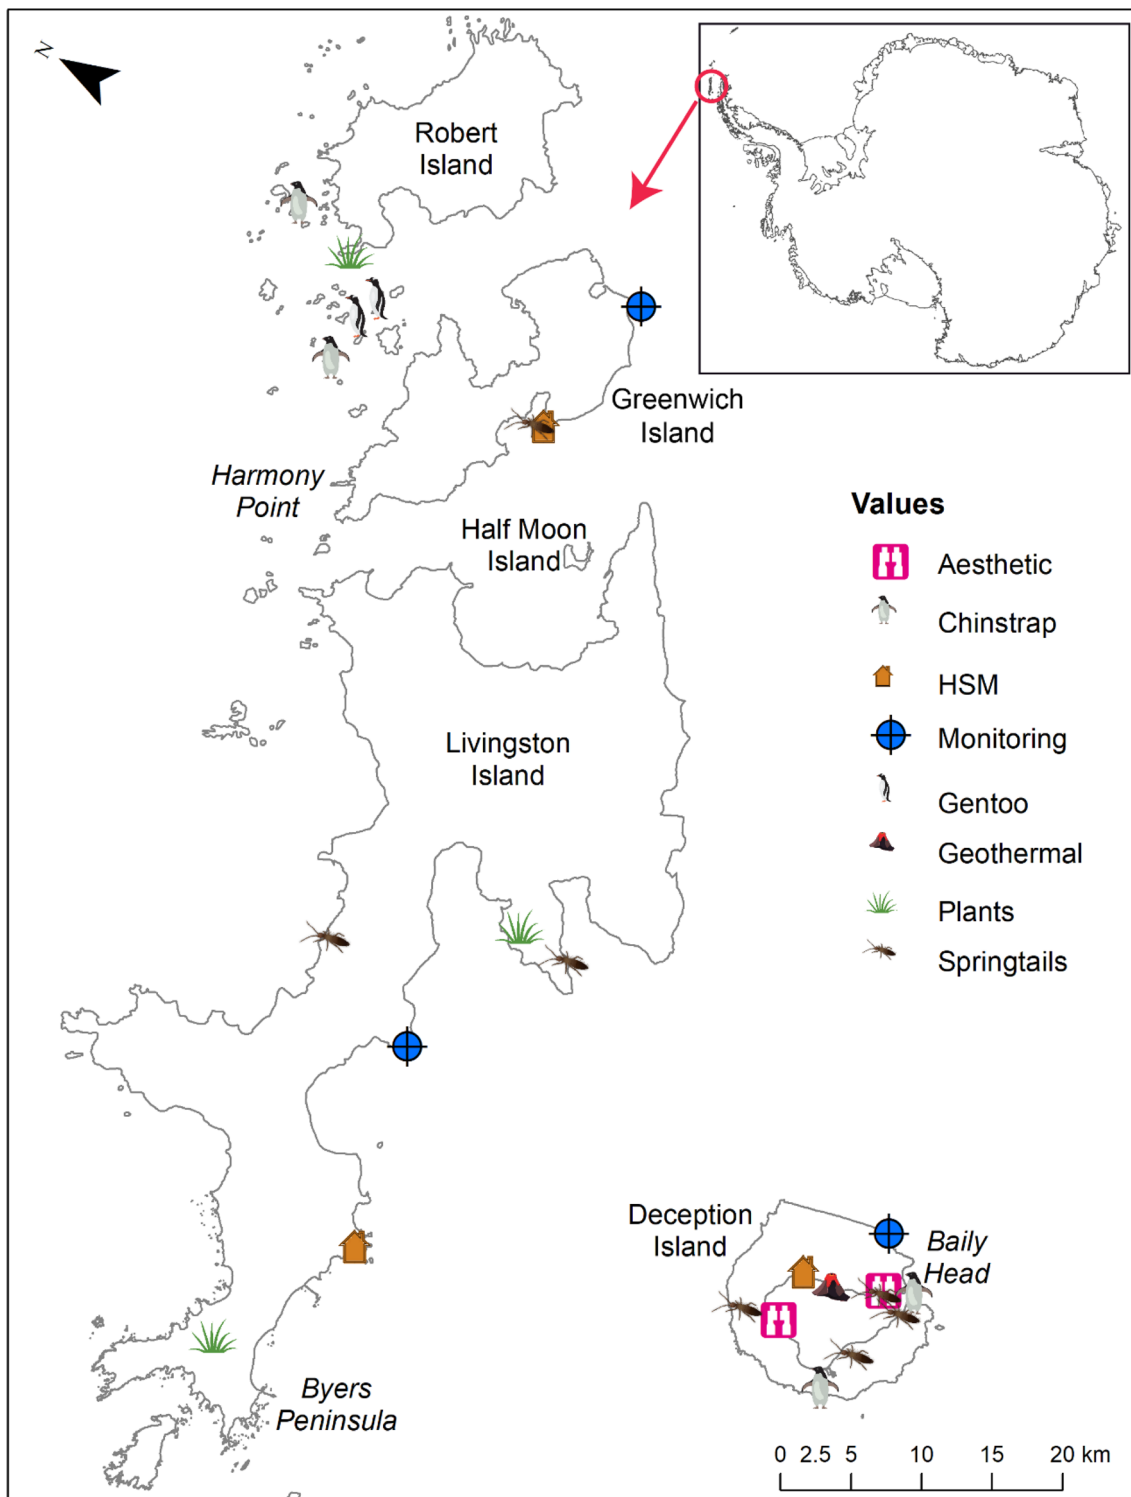 N
Robert
Island
Greenwich
Island
Harmony
Point
Half Moon
Island
Values
Aesthetic
Chinstrap
HSM
Monitoring
Gentoo
Geothermal
Plants
Springtails
Livingston
Island
Deception
Island
Baily
Head
Byers
Peninsula
0 2.5 5 10 15 20 km